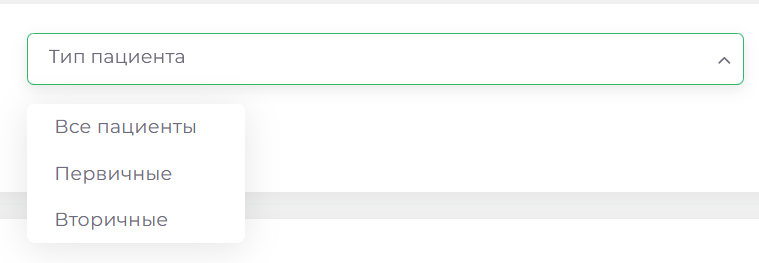 Тип пациента
Все пациенты
Первичные
Вторичные